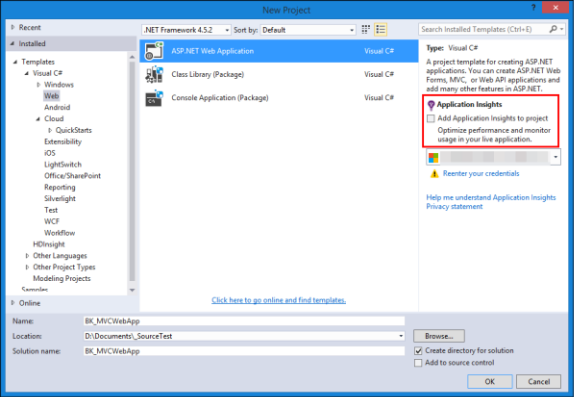 New Project
? ×
Recent
Installed
Templates
Visual C#
Windows
Web
Android
Cloud
QuickStarts
Extensibility
iOS
LightSwitch
Office/SharePoint
Reporting
Silverlight
Test
WCF
Workflow
HDInsight
Other Languages
Other Project Types
Modeling Projects
Samples
Online
.NET Framework 4.5.2 Sort by: Default
ASP.NET Web Application Visual C#
Class Library (Package) Visual C#
Console Application (Package) Visual C#
Click here to go online and find templates.
Search Installed Templates (Ctrl+E)
Type: Visual C#
A project template for creating ASP.NET
applications. You can create ASP.NET Web
Forms, MVC, or Web API applications and
add many other features in ASP.NET.
Application Insights
Add Application Insights to project
Optimize performance and monitor
usage in your live application.
Reenter your credentials
Help me understand Application Insights
Privacy statement
Name: BK_MVCWebApp
Location: D:\Documents\_SourceTest
Browse...
Solution name: BK_MVCWebApp
Create directory for solution
Add to source control
OK Cancel